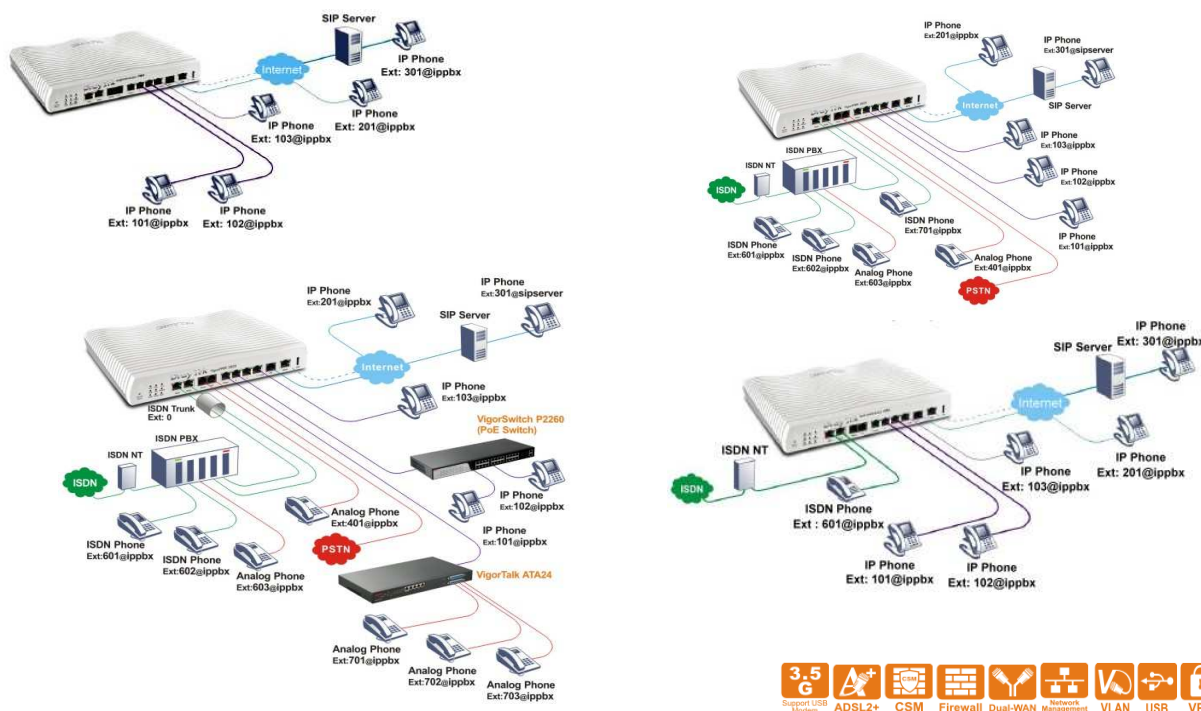 SIP Server
IP Phone
Ext: 301@ippbx
Internet
IP Phone
Ext: 201@ippbx
IP Phone
Ext: 103@ippbx
IP Phone
Ext: 101@ippbx
IP Phone
Ext: 102@ippbx
IP Phone
Ext:201@ippbx
IP Phone
Ext:301@sipserver
Internet
SIP Server
IP Phone
Ext:103@ippbx
IP Phone
Ext:102@ippbx
IP Phone
Ext:101@ippbx
ISDN PBX
ISDN NT
ISDN
ISDN Phone
Ext:601@ippbx
ISDN Phone
Ext:602@ippbx
Analog Phone
Ext:603@ippbx
ISDN Phone
Ext:701@ippbx
Analog Phone
Ext:401@ippbx
PSTN
IP Phone
Ext:201@ippbx
IP Phone
Ext:301@sipserver
SIP Server
Internet
IP Phone
Ext:103@ippbx
ISDN Trunk
Ext: 0
VigorSwitch P2260
(PoE Switch)
ISDN PBX
ISDN NT
ISDN
IP Phone
Ext:102@ippbx
IP Phone
Ext:101@ippbx
Analog Phone
Ext:401@ippbx
PSTN
ISDN Phone
Ext:601@ippbx
ISDN Phone
Ext:602@ippbx
Analog Phone
Ext:603@ippbx
VigorTalk ATA24
Analog Phone
Ext:701@ippbx
Analog Phone
Ext:702@ippbx
Analog Phone
Ext:703@ippbx
IP Phone
Ext: 301@ippbx
SIP Server
Internet
IP Phone
Ext: 201@ippbx
IP Phone
Ext: 103@ippbx
ISDN NT
ISDN
ISDN Phone
Ext : 601@ippbx
IP Phone
Ext: 101@ippbx
IP Phone
Ext: 102@ippbx
3.5
G
Support USB
Modem
ADSL2+
CSM
CSM
Firewall
Dual-WAN
Network
Management
VLAN
USB